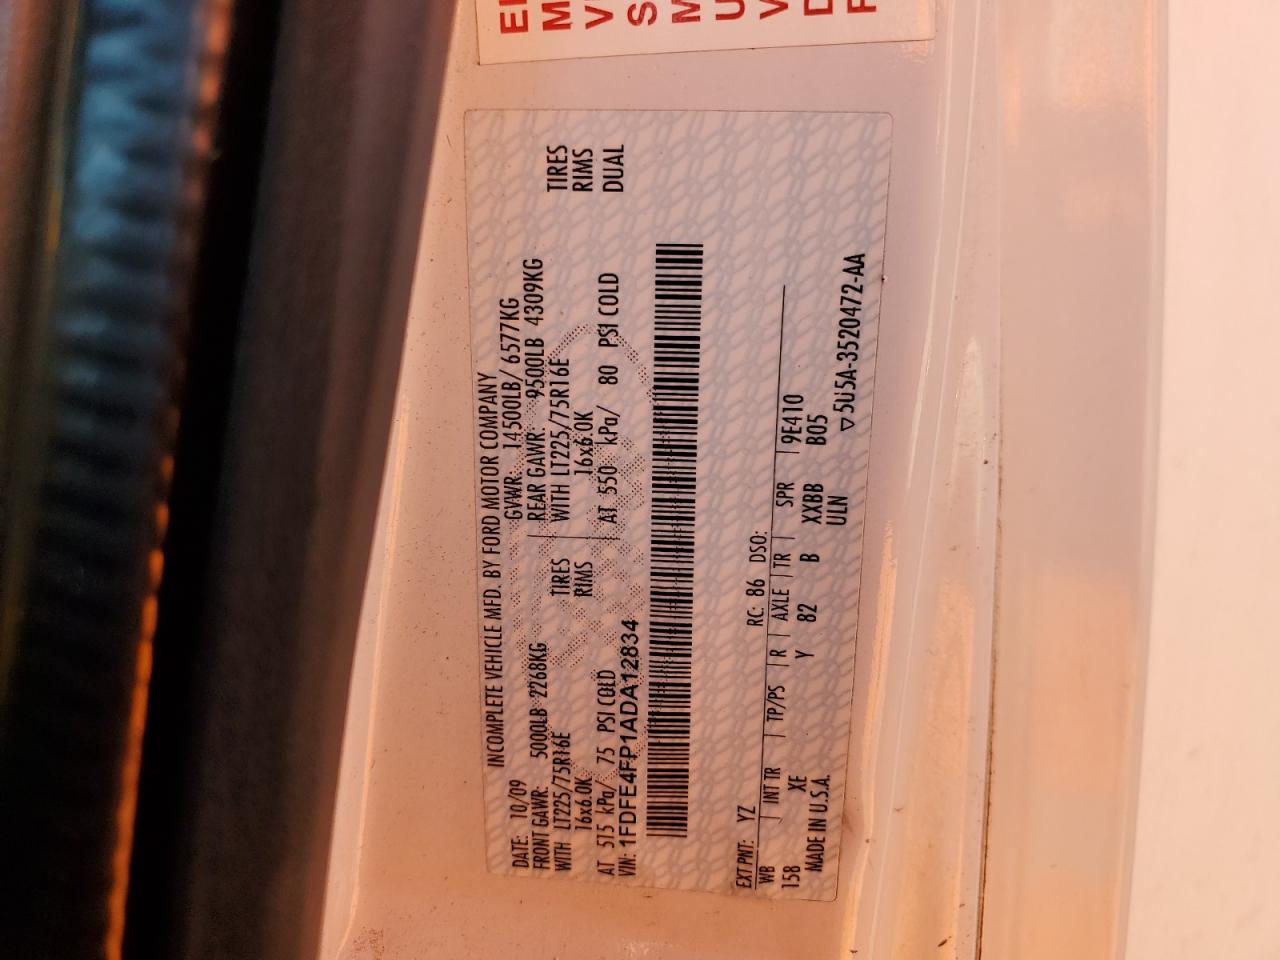 INCOMPLETE VEHICLE MFD. BY FORD MOTOR COMPANY
DATE: 10/09 GVWR: 14500LB/ 6577KG
FRONT GAWR: 5000LB 2268KG REAR GAWR: 9500LB 4309KG
WITH LT225/75R16E TIRES WITH LT225/75R16E TIRES
16x6.0K RIMS 16x6.0K RIMS
AT 515 kPa/ 75 PSI COLD AT 550 kPa/ 80 PSI COLD DUAL
VIN: 1FDFE4FP1ADA12834
EXT PNT: YZ RC: 86 DSO:
WB INT TR TP/PS R AXLE TR SPR 9E410
158 XE Y 82 B XXBB B05
MADE IN U.S.A. ULN
▽5U5A-3520472-AA